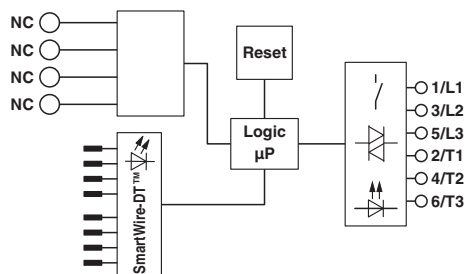 NC
NC
NC
NC
Reset
Logic
µP
SmartWire-DT™
1/L1
3/L2
5/L3
2/T1
4/T2
6/T3